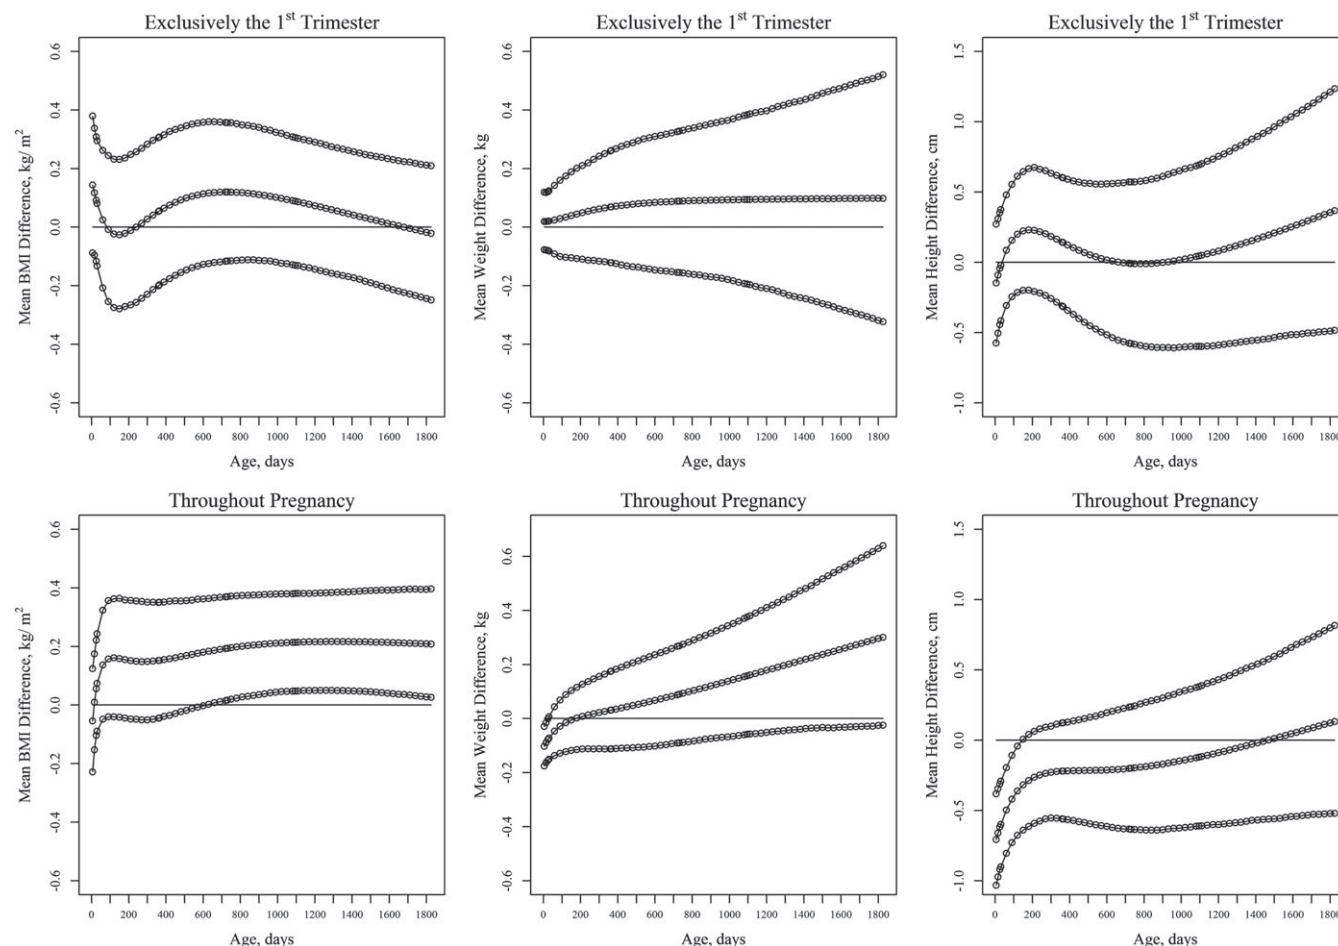 Exclusively the 1st Trimester
Mean BMI Difference, kg/ m2
0.6
0.4
0.2
0.0
-0.2
-0.4
-0.6
0 200 400 600 800 1000 1200 1400 1800
Age, days
Exclusively the 1st Trimester
Mean Weight Difference, kg
0.6
0.4
0.2
0.0
-0.2
-0.4
-0.6
0 200 400 600 800 1000 1200 1400 1800
Age, days
Exclusively the 1st Trimester
Mean Height Difference, cm
1.5
1.0
0.5
0.0
-0.5
-1.0
0 200 400 600 800 1000 1200 1400 1800
Age, days
Throughout Pregnancy
Mean BMI Difference, kg/ m2
0.6
0.4
0.2
0.0
-0.2
-0.4
-0.6
0 200 400 600 800 1000 1200 1400 1800
Age, days
Throughout Pregnancy
Mean Weight Difference, kg
0.6
0.4
0.2
0.0
-0.2
-0.4
-0.6
0 200 400 600 800 1000 1200 1400 1800
Age, days
Throughout Pregnancy
Mean Height Difference, cm
1.5
1.0
0.5
0.0
-0.5
-1.0
0 200 400 600 800 1000 1200 1400 1800
Age, days